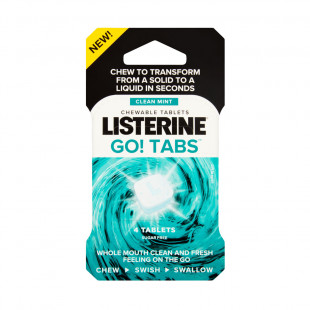 NEW!
CHEW TO TRANSFORM
FROM A SOLID TO A
LIQUID IN SECONDS
CLEAN MINT
CHEWABLE TABLETS
LISTERINE
GO! TABS™
4 TABLETS
SUGAR FREE
WHOLE MOUTH CLEAN AND FRESH
FEELING ON THE GO
CHEW > SWISH > SWALLOW